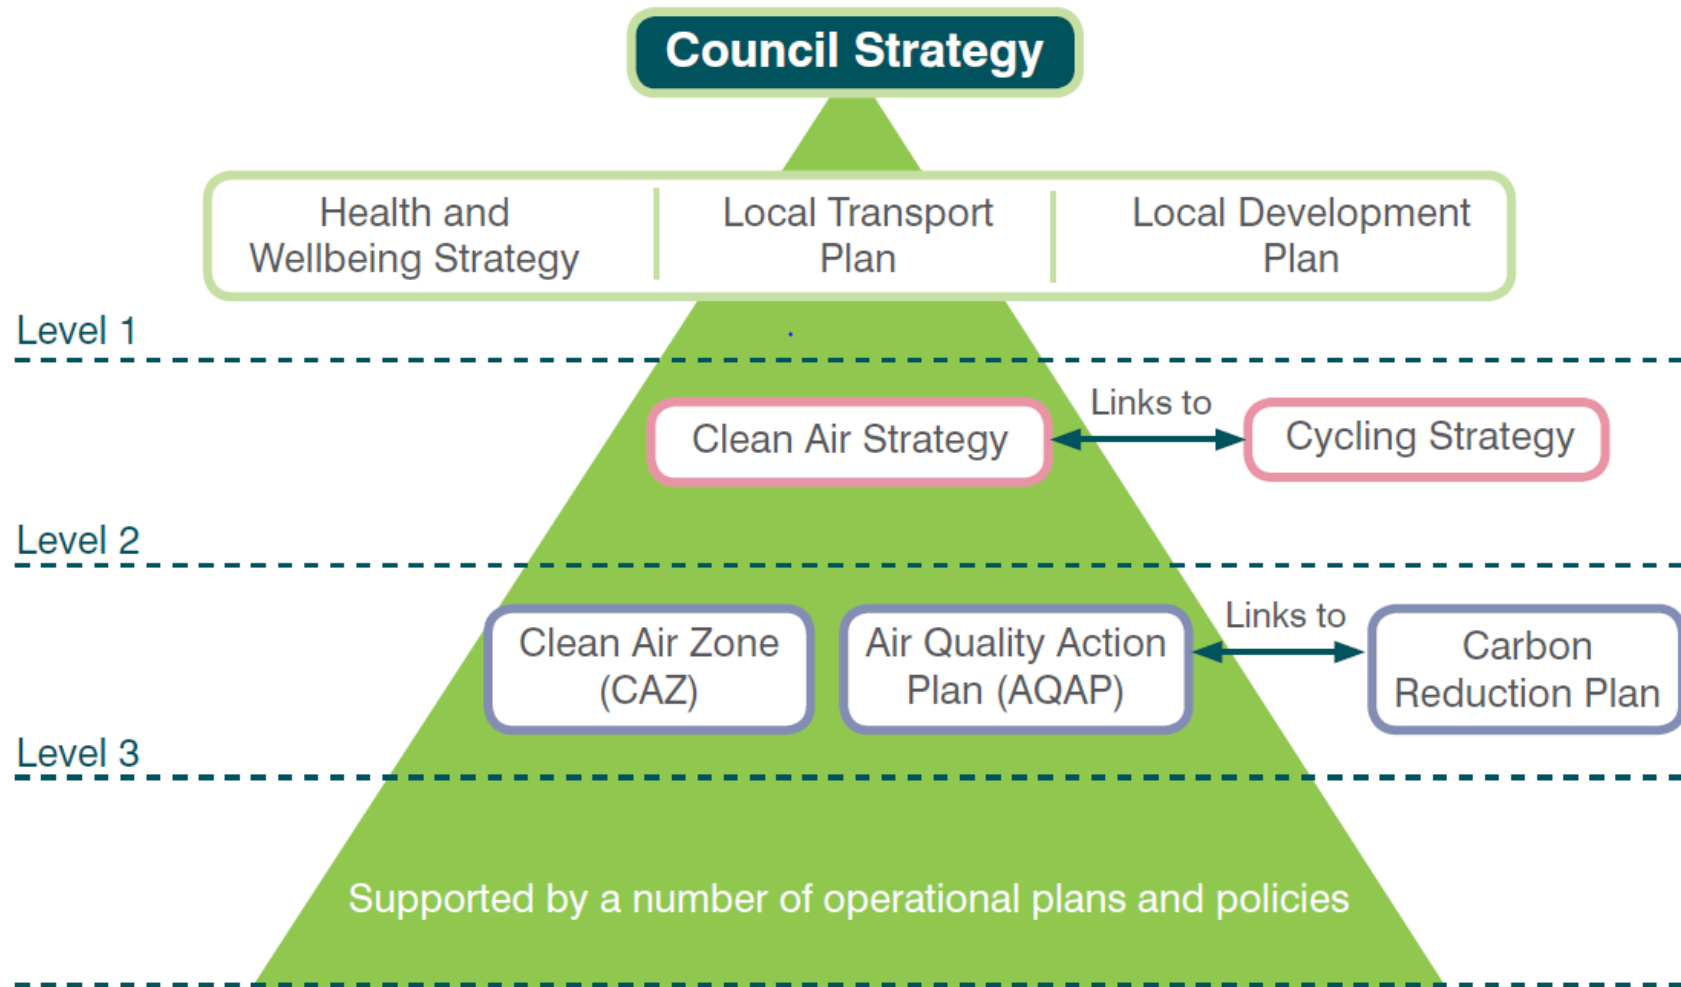 Council Strategy
Health and
Wellbeing Strategy
Local Transport
Plan
Local Development
Plan
Level 1
Clean Air Strategy
Links to
Cycling Strategy
Level 2
Clean Air Zone
(CAZ)
Air Quality Action
Plan (AQAP)
Links to
Carbon
Reduction Plan
Level 3
Supported by a number of operational plans and policies